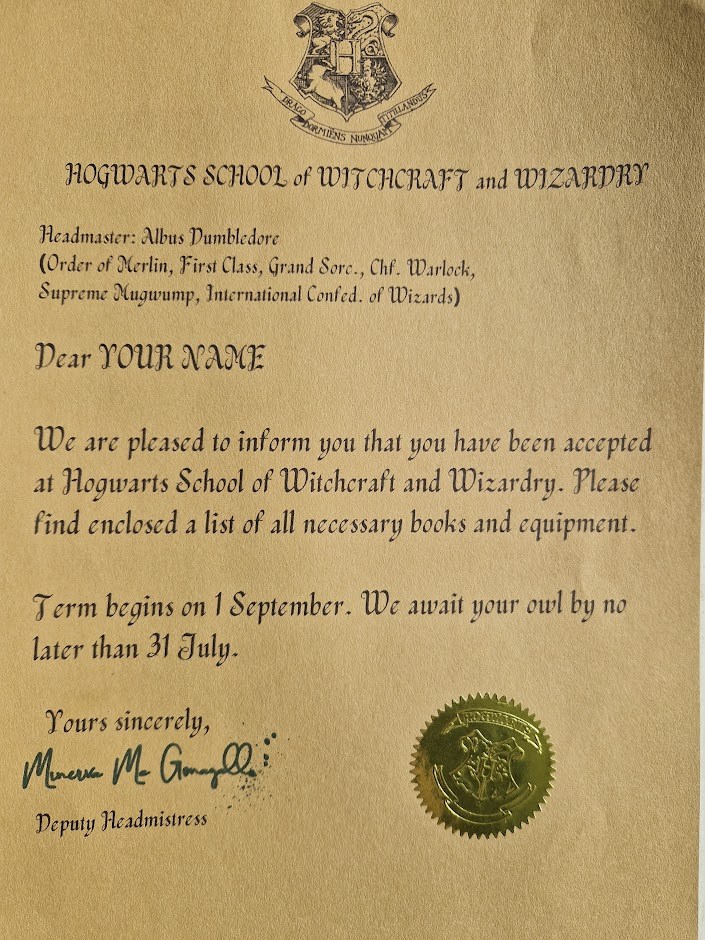 H
DRACO
DORMIENS NUNQUAM
TITILLANDUS
HOGWARTS SCHOOL of WITCHCRAFT and WIZARDRY
Headmaster: Albus Dumbledore
(Order of Merlin, First Class, Grand Sorc., Chf. Warlock,
Supreme Mugwump, International Confed. of Wizards)
Dear YOUR NAME
We are pleased to inform you that you have been accepted
at Hogwarts School of Witchcraft and Wizardry. Please
find enclosed a list of all necessary books and equipment.
Term begins on 1 September. We await your owl by no
later than 31 July.
Yours sincerely,
Minerva Mc Gonagall
Deputy Headmistress
HOGWARTS